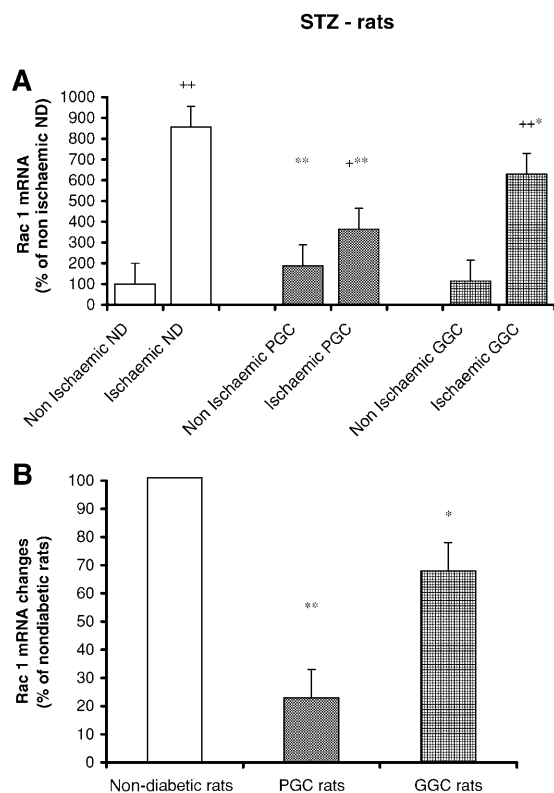 STZ - rats
A
Rac 1 mRNA
(% of non ischaemic ND)
1000
900
800
700
600
500
400
300
200
100
0
++
**
+**
++*
Non Ischaemic ND
Ischaemic ND
Non Ischaemic PGC
Ischaemic PGC
Non Ischaemic GGC
Ischaemic GGC
B
Rac 1 mRNA changes
(% of nondiabetic rats)
100
90
80
70
60
50
40
30
20
10
0
**
*
Non-diabetic rats
PGC rats
GGC rats